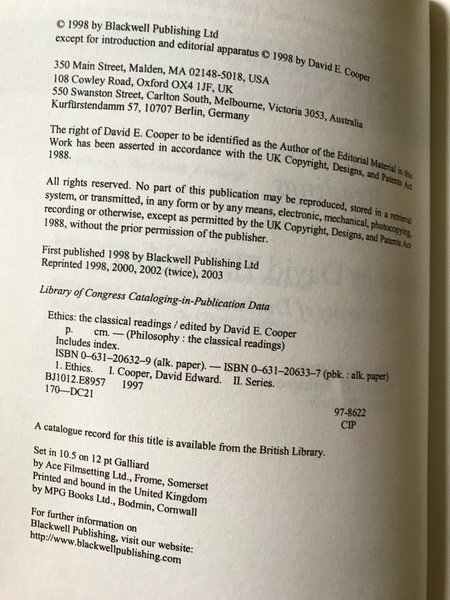 © 1998 by Blackwell Publishing Ltd
except for introduction and editorial apparatus © 1998 by David E. Cooper
350 Main Street, Malden, MA 02148-5018, USA
108 Cowley Road, Oxford OX4 1JF, UK
550 Swanston Street, Carlton South, Melbourne, Victoria 3053, Australia
Kurfürstendamm 57, 10707 Berlin, Germany
The right of David E. Cooper to be identified as the Author of the Editorial Material in this
Work has been asserted in accordance with the UK Copyright, Designs, and Patents Act
1988.
All rights reserved. No part of this publication may be reproduced, stored in a retrieval
system, or transmitted, in any form or by any means, electronic, mechanical, photocopying,
recording or otherwise, except as permitted by the UK Copyright, Designs, and Patents Act
1988, without the prior permission of the publisher.
First published 1998 by Blackwell Publishing Ltd
Reprinted 1998, 2000, 2002 (twice), 2003
Library of Congress Cataloging-in-Publication Data
Ethics: the classical readings / edited by David E. Cooper
p. cm. — (Philosophy : the classical readings)
Includes index.
ISBN 0–631–20632–9 (alk. paper). — ISBN 0–631–20633–7 (pbk. : alk. paper)
1. Ethics. I. Cooper, David Edward. II. Series.
BJ1012.E8957 1997
170—DC21
97-8622
CIP
A catalogue record for this title is available from the British Library.
Set in 10.5 on 12 pt Galliard
by Ace Filmsetting Ltd., Frome, Somerset
Printed and bound in the United Kingdom
by MPG Books Ltd., Bodmin, Cornwall
For further information on
Blackwell Publishing, visit our website:
http://www.blackwellpublishing.com